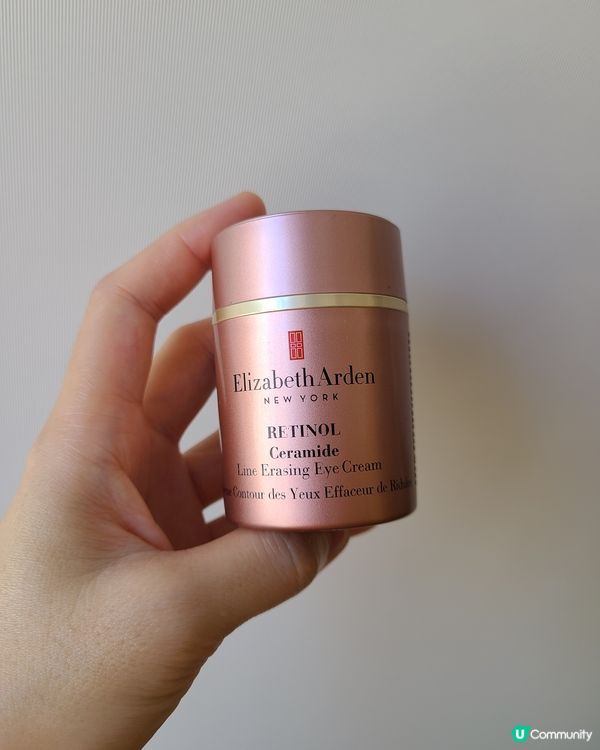 Elizabeth Arden
NEW YORK
RETINOL
Ceramide
Line Erasing Eye Cream
Contour des Yeux Effaceur de
U Community